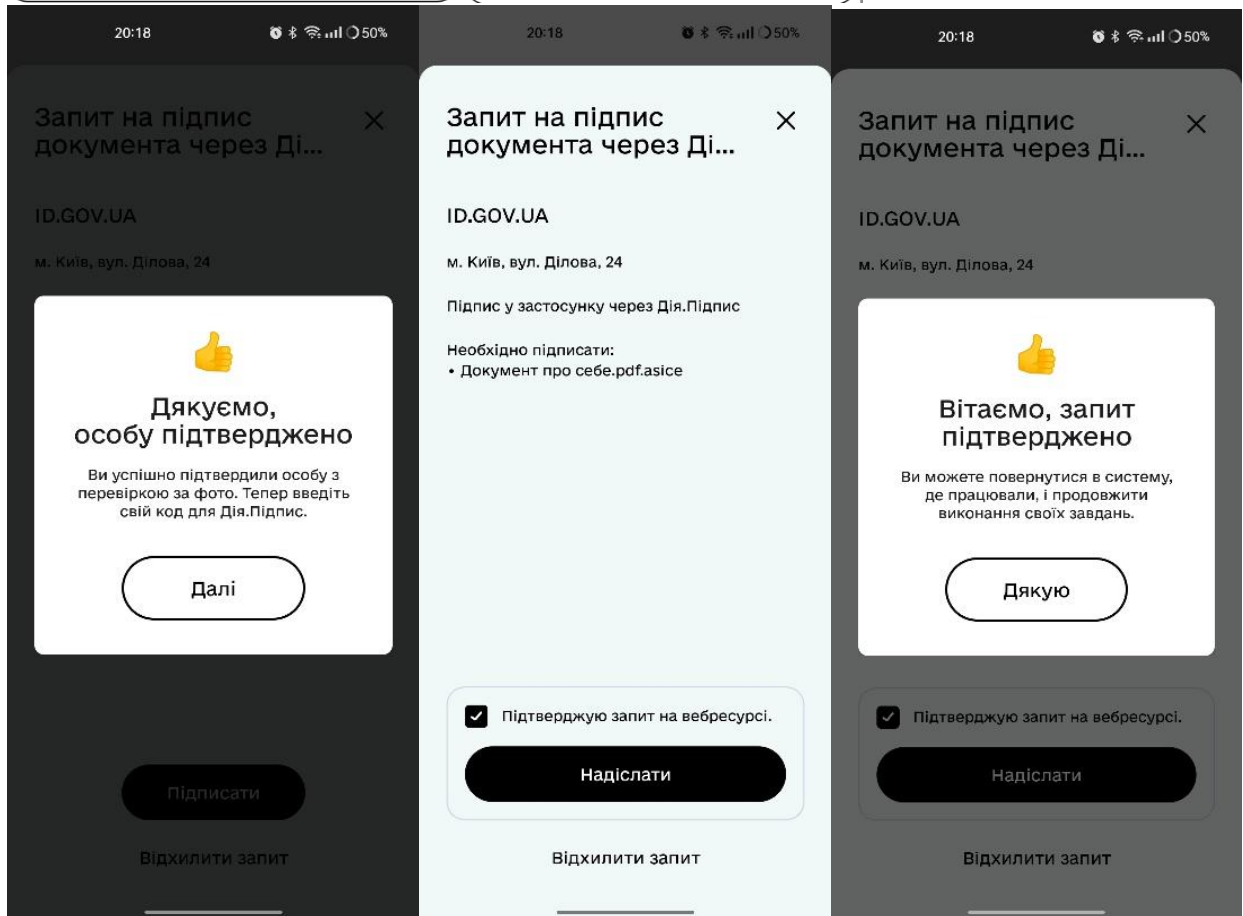 20:18
50%
Запит на підпис
документа через Ді...
ID.GOV.UA
м. Київ, вул. Ділова, 24
Дякуємо,
особу підтверджено
Ви успішно підтвердили особу з
перевіркою за фото. Тепер введіть
свій код для Дія.Підпис.
Далі
Підписати
Відхилити запит
20:18
50%
Запит на підпис
документа через Ді...
ID.GOV.UA
м. Київ, вул. Ділова, 24
Підпис у застосунку через Дія.Підпис
Необхідно підписати:
• Документ про себе.pdf.asice
Підтверджую запит на вебресурсі.
Надіслати
Відхилити запит
20:18
50%
Запит на підпис
документа через Ді...
ID.GOV.UA
м. Київ, вул. Ділова, 24
Вітаємо, запит
підтверджено
Ви можете повернутися в систему,
де працювали, і продовжити
виконання своїх завдань.
Дякую
Підтверджую запит на вебресурсі.
Надіслати
Відхилити запит